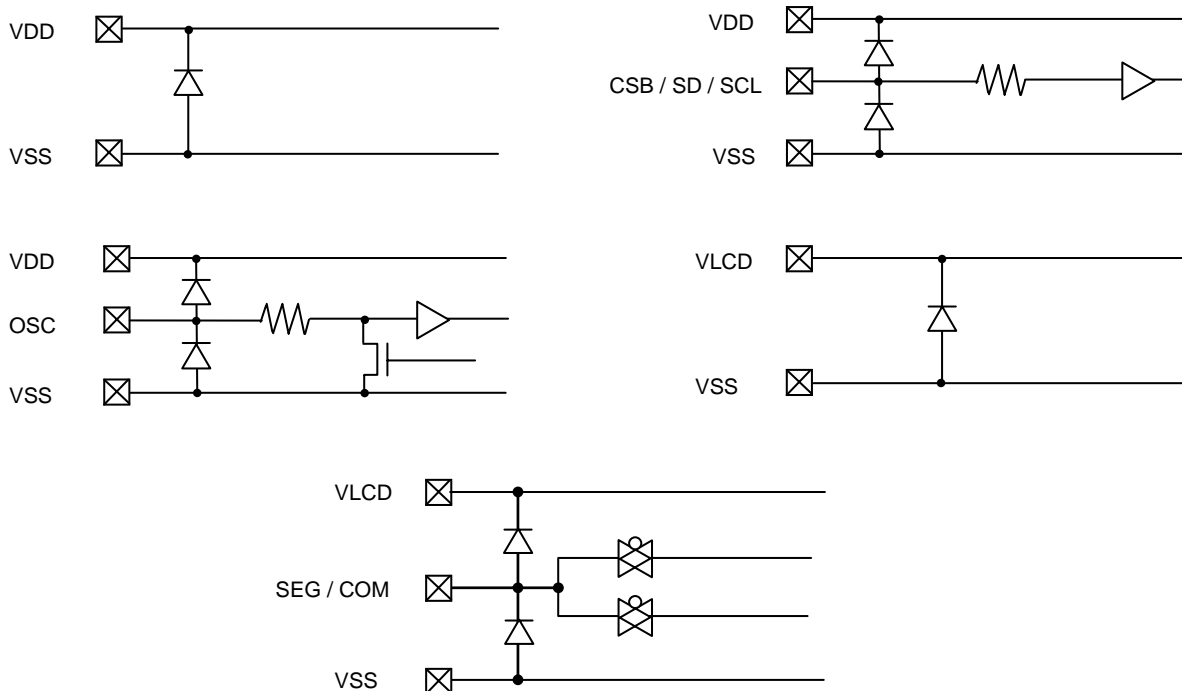 VDD
VSS
VDD
CSB / SD / SCL
VSS
VDD
OSC
VSS
VLCD
VSS
VLCD
SEG / COM
VSS